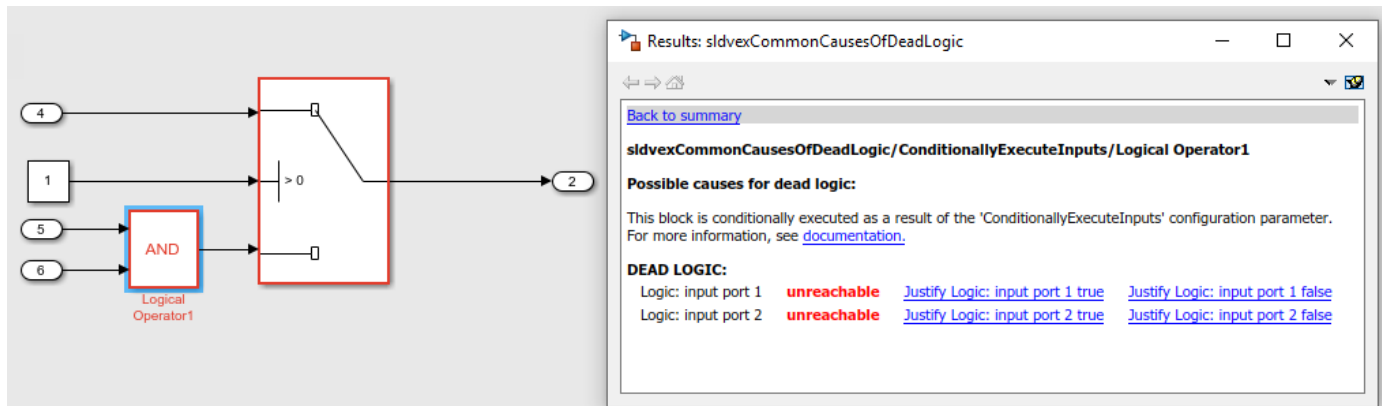 4
1
> 0
2
5
6
AND
Logical
Operator1
Results: sldvexCommonCausesOfDeadLogic
Back to summary
sldvexCommonCausesOfDeadLogic/ConditionallyExecuteInputs/Logical Operator1
Possible causes for dead logic:
This block is conditionally executed as a result of the 'ConditionallyExecuteInputs' configuration parameter.
For more information, see documentation.
DEAD LOGIC:
Logic: input port 1 unreachable Justify Logic: input port 1 true Justify Logic: input port 1 false
Logic: input port 2 unreachable Justify Logic: input port 2 true Justify Logic: input port 2 false